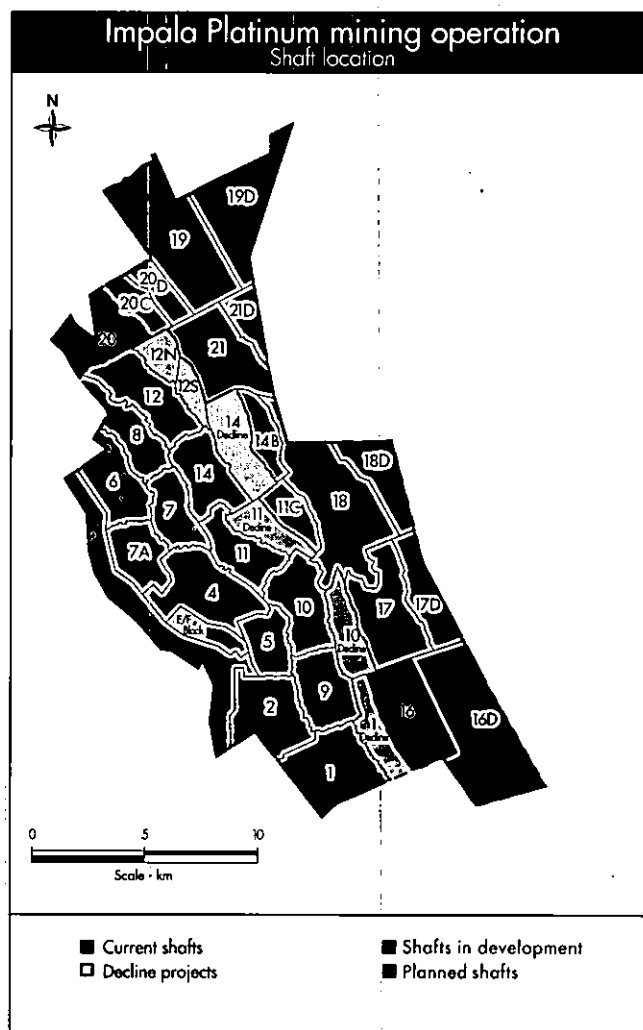 Impala Platinum mining operation
Shaft location
N
19D
19
20D
20C
21D
20
21
12N
12S
12
14
Decline
14B
8
14
18D
6
11C
18
7
11
Decline
7A
11
4
10
17
17D
E/F
Block
10
Decline
5
9
2
16
16D
1
Decline
1
0
5
10
Scale - km
Current shafts
Shafts in development
Decline projects
Planned shafts